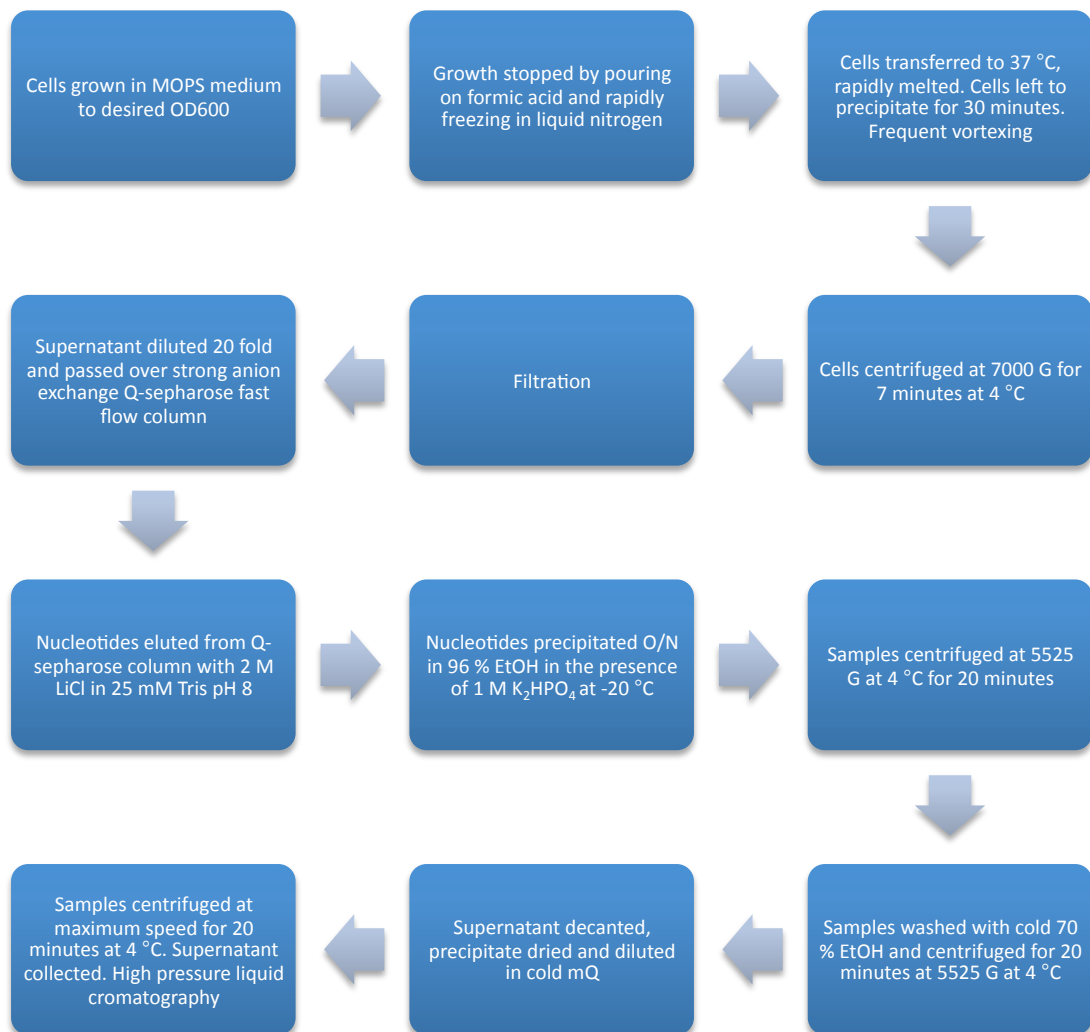 Cells grown in MOPS medium
to desired OD600
Growth stopped by pouring
on formic acid and rapidly
freezing in liquid nitrogen
Cells transferred to 37 °C,
rapidly melted. Cells left to
precipitate for 30 minutes.
Frequent vortexing
Cells centrifuged at 7000 G for
7 minutes at 4 °C
Filtration
Supernatant diluted 20 fold
and passed over strong anion
exchange Q-sepharose fast
flow column
Nucleotides eluted from Q-
sepharose column with 2 M
LiCl in 25 mM Tris pH 8
Nucleotides precipitated O/N
in 96 % EtOH in the presence
of 1 M K₂HPO₄ at -20 °C
Samples centrifuged at 5525
G at 4 °C for 20 minutes
Samples washed with cold 70
% EtOH and centrifuged for 20
minutes at 5525 G at 4 °C
Supernatant decanted,
precipitate dried and diluted
in cold mQ
Samples centrifuged at
maximum speed for 20
minutes at 4 °C. Supernatant
collected. High pressure liquid
cromatography